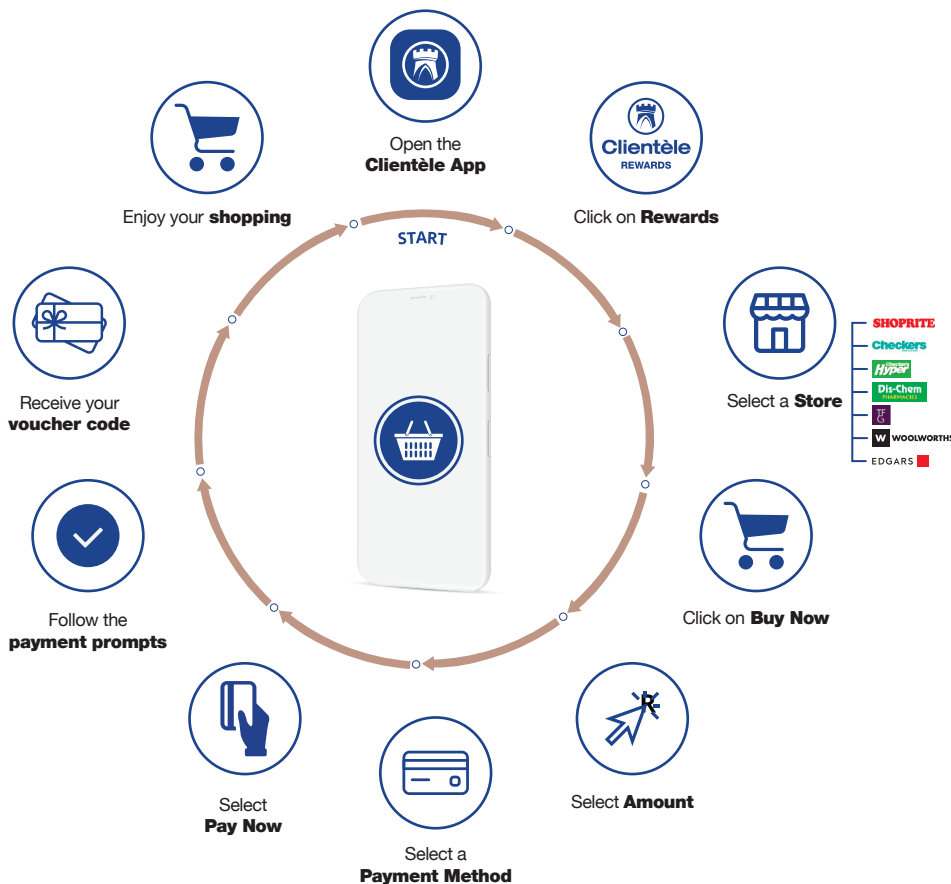 START
Open the
Clientèle App
Clientèle
REWARDS
Click on Rewards
Select a Store
SHOPRITE
Checkers
Checkers
Hyper
Dis-Chem
PHARMACIES
TFG
W WOOLWORTHS
EDGARS
Click on Buy Now
R
Select Amount
Select a
Payment Method
Select
Pay Now
Follow the
payment prompts
Receive your
voucher code
Enjoy your shopping